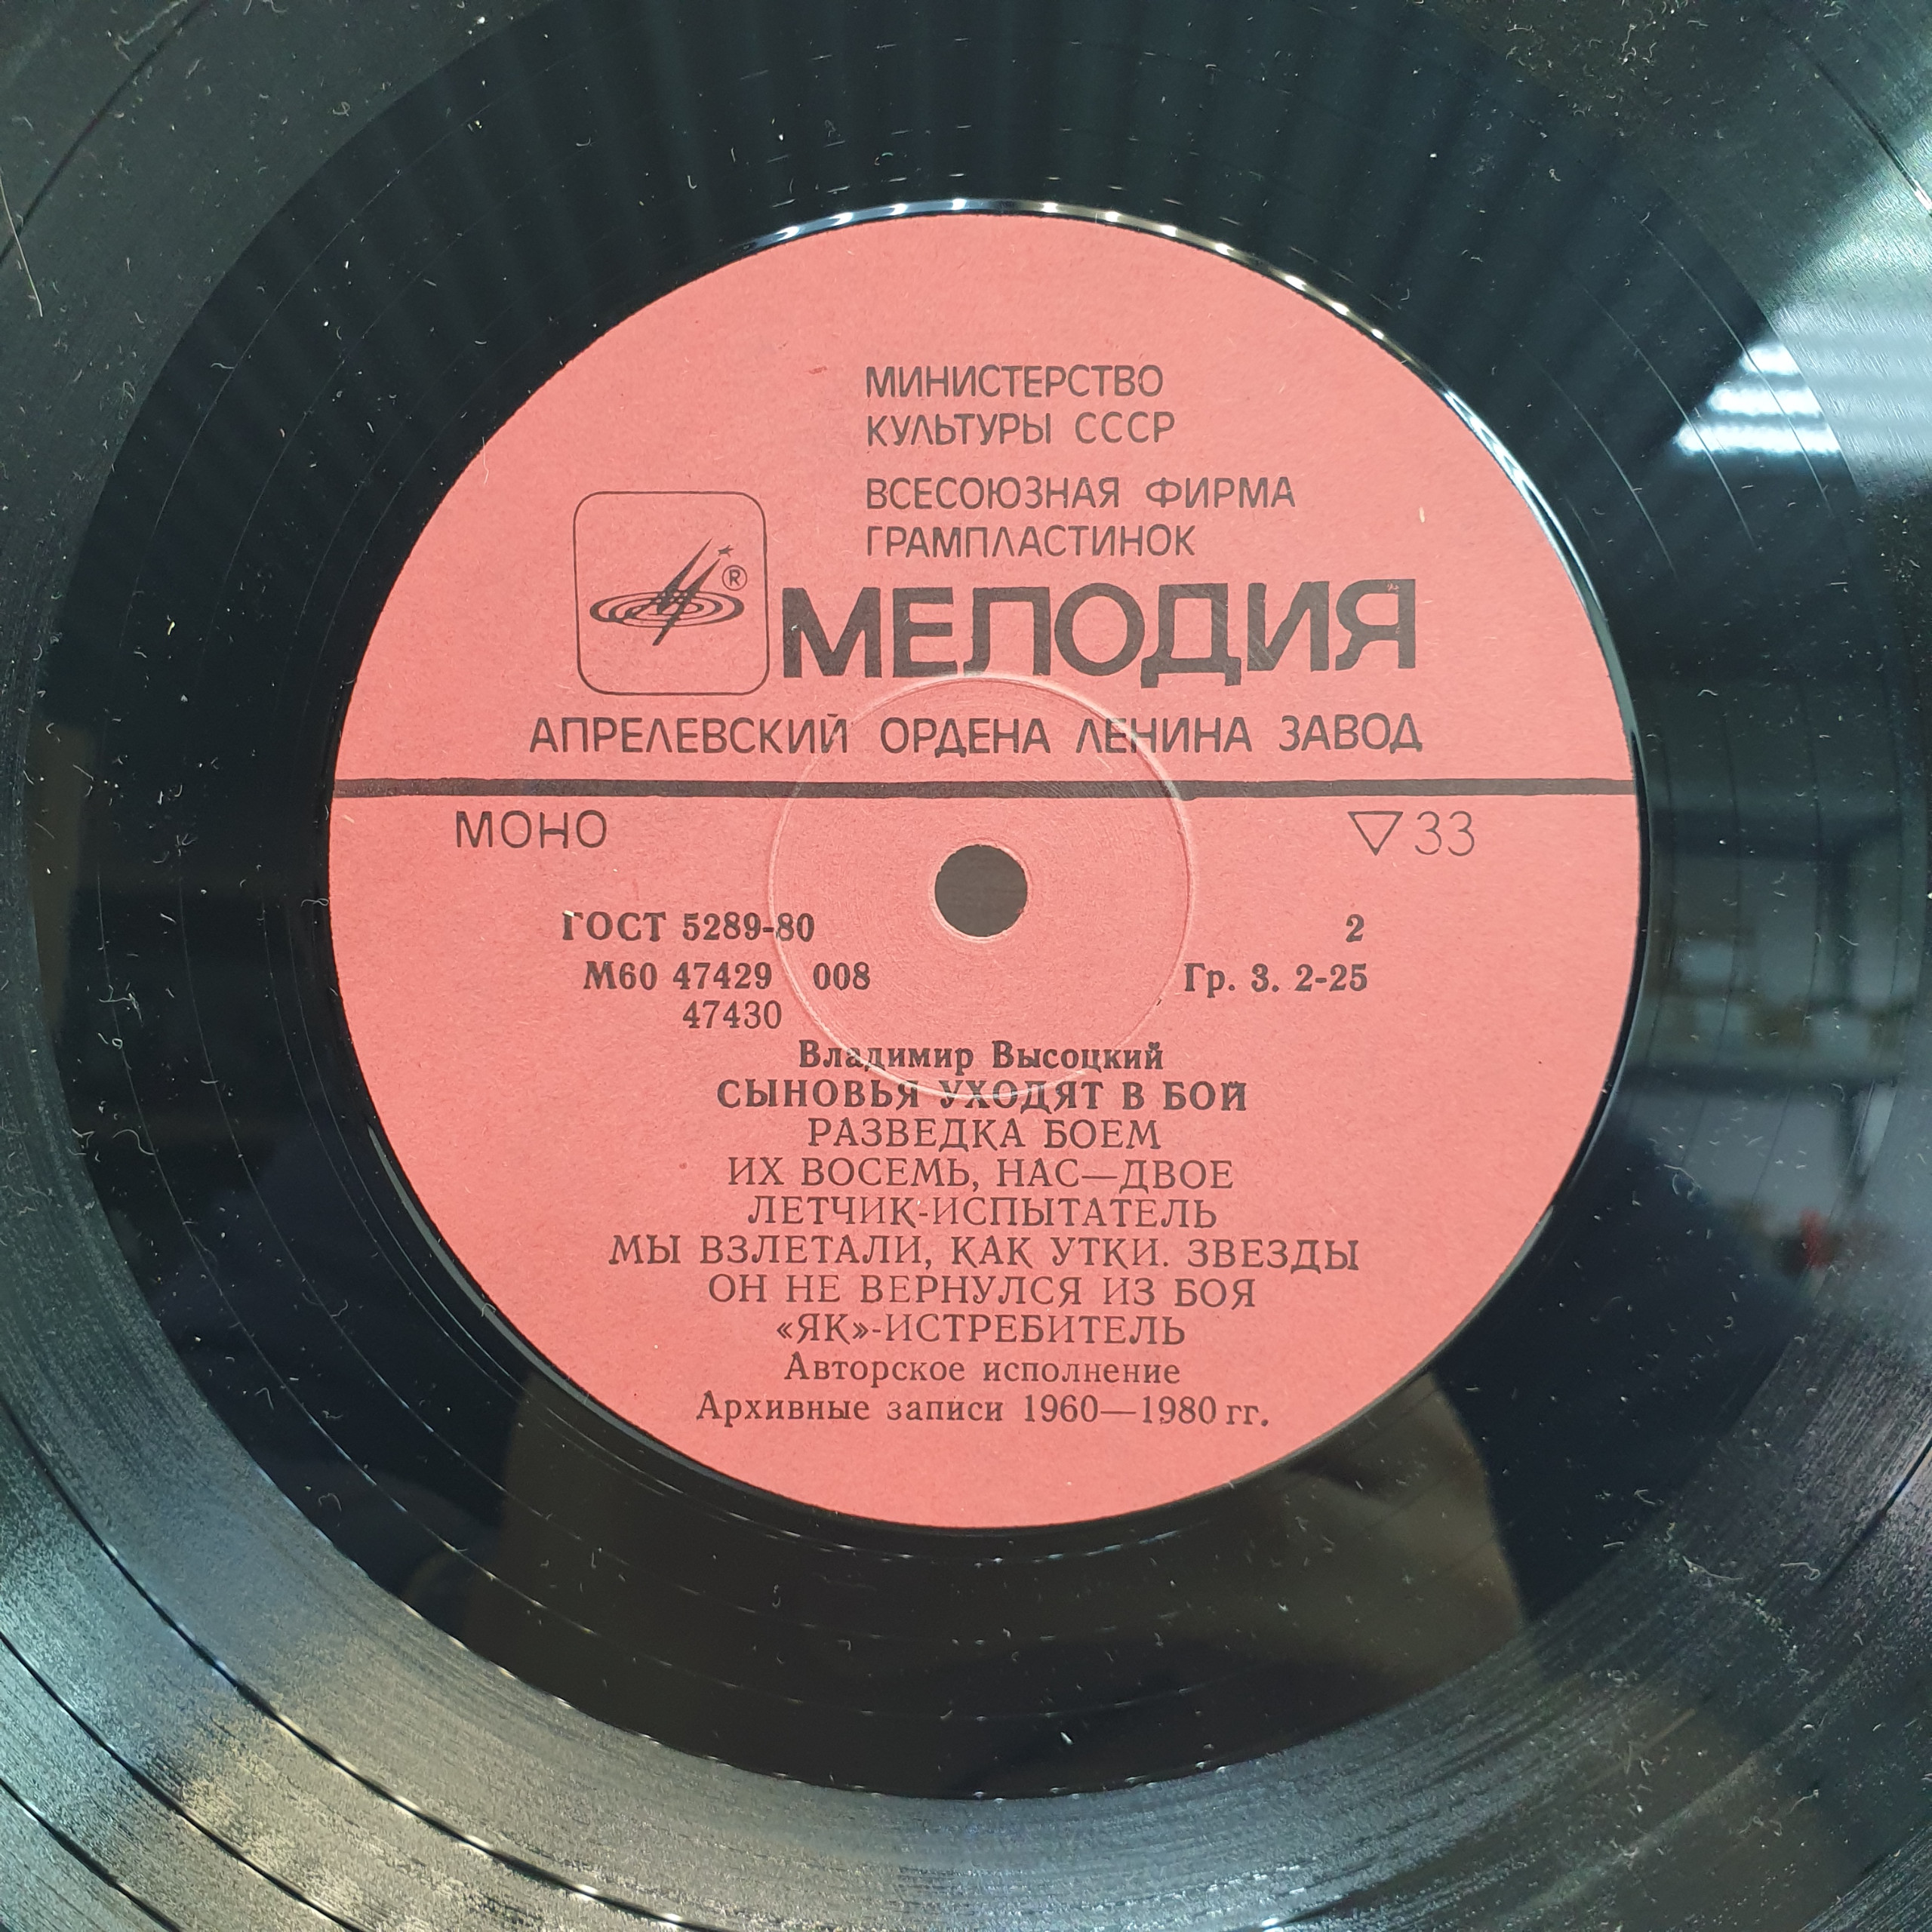 МИНИСТЕРСТВО
КУЛЬТУРЫ СССР
ВСЕСОЮЗНАЯ ФИРМА
ГРАМПЛАСТИНОК
®
МЕЛОДИЯ
АПРЕЛЕВСКИЙ ОРДЕНА ЛЕНИНА ЗАВОД
МОНО ▽33
ГОСТ 5289-80 2
М60 47429 008 Гр. 3. 2-25
47430
Владимир Высоцкий
СЫНОВЬЯ УХОДЯТ В БОЙ
РАЗВЕДКА БОЕМ
ИХ ВОСЕМЬ, НАС—ДВОЕ
ЛЕТЧИК-ИСПЫТАТЕЛЬ
МЫ ВЗЛЕТАЛИ, КАК УТКИ. ЗВЕЗДЫ
ОН НЕ ВЕРНУЛСЯ ИЗ БОЯ
«ЯК»-ИСТРЕБИТЕЛЬ
Авторское исполнение
Архивные записи 1960—1980 гг.